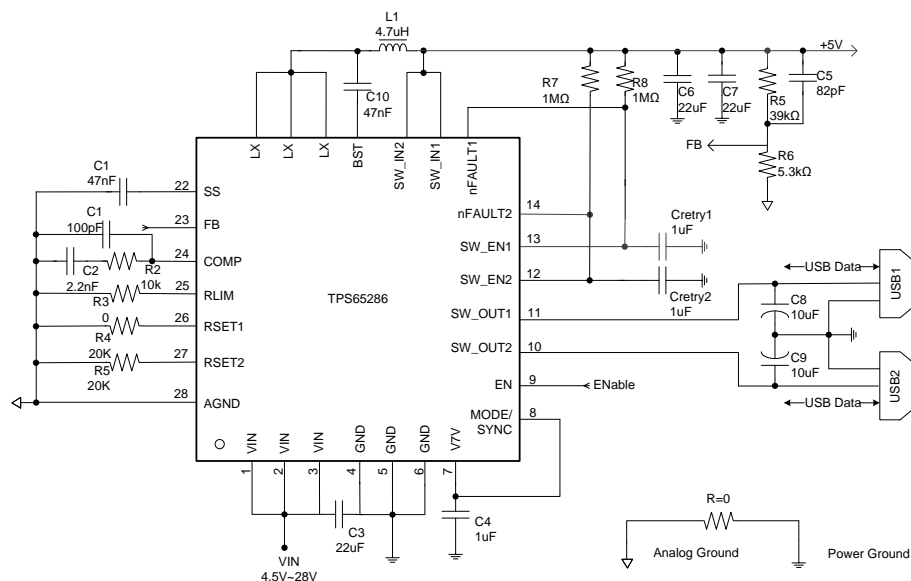 L1
4.7uH
+5V
C10
47nF
R7
1MΩ
R8
1MΩ
C6
22uF
C7
22uF
R5
39kΩ
C5
82pF
FB
R6
5.3kΩ
LX
LX
LX
BST
SW_IN2
SW_IN1
nFAULT1
C1
47nF
22
SS
C1
100pF
23
FB
C2
2.2nF
R2
10k
24
COMP
R3
0
25
RLIM
R4
20K
26
RSET1
R5
20K
27
RSET2
28
AGND
TPS65286
14
nFAULT2
13
SW_EN1
12
SW_EN2
11
SW_OUT1
10
SW_OUT2
9
EN
ENable
8
MODE/
SYNC
Cretry1
1uF
Cretry2
1uF
USB Data
USB1
C8
10uF
C9
10uF
USB2
USB Data
VIN
VIN
VIN
GND
GND
GND
V7V
1
2
3
4
5
6
7
C3
22uF
C4
1uF
VIN
4.5V~28V
R=0
Analog Ground
Power Ground